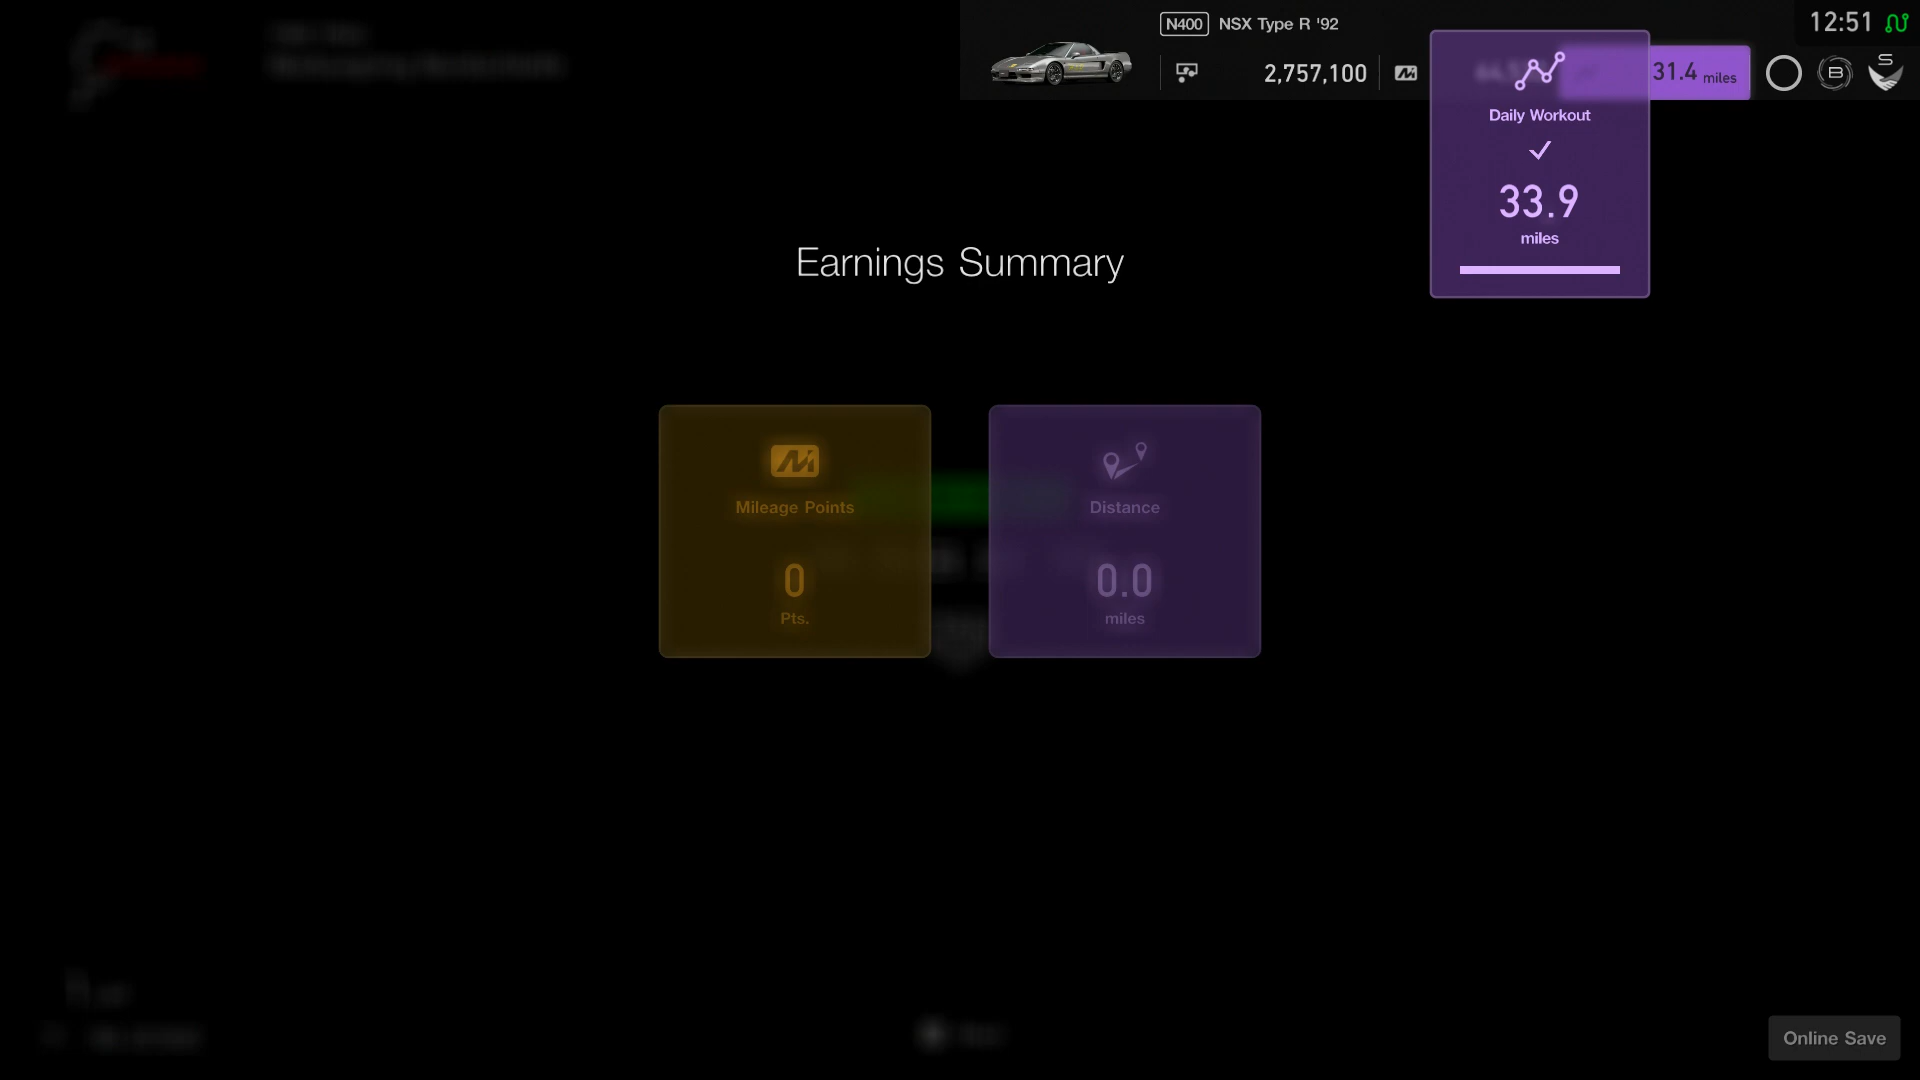 N400 NSX Type R '92
12:51
2,757,100
31.4 miles
B
S
Daily Workout
33.9
miles
Earnings Summary
Mileage Points
0
Pts.
Distance
0.0
miles
Online Save